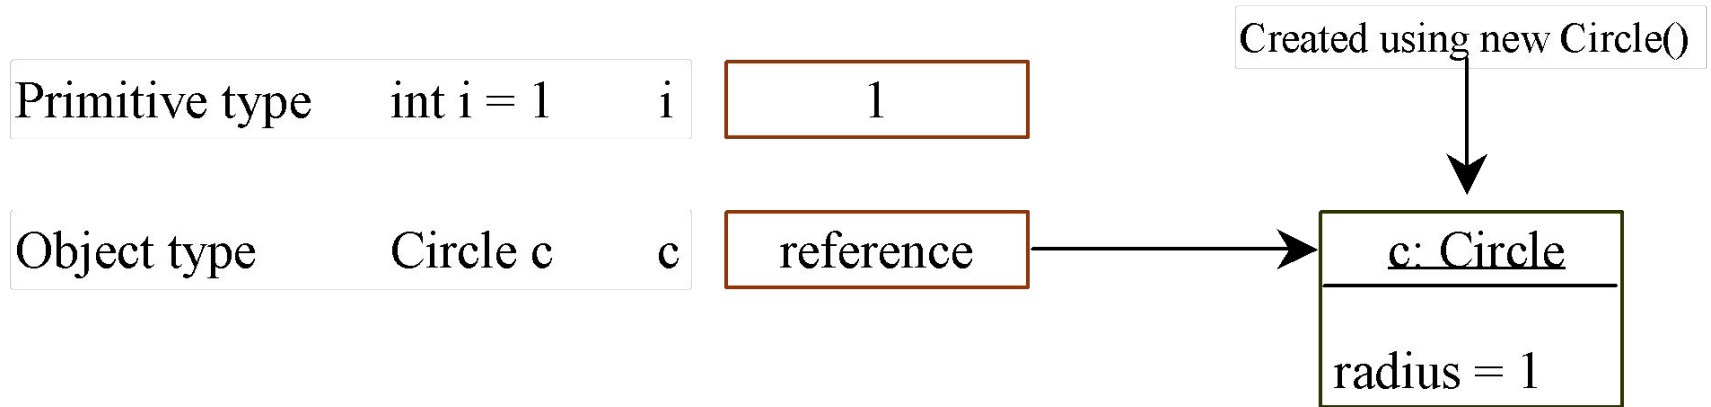 Created using new Circle()
Primitive type int i = 1 i 1
Object type Circle c c reference c: Circle
radius = 1